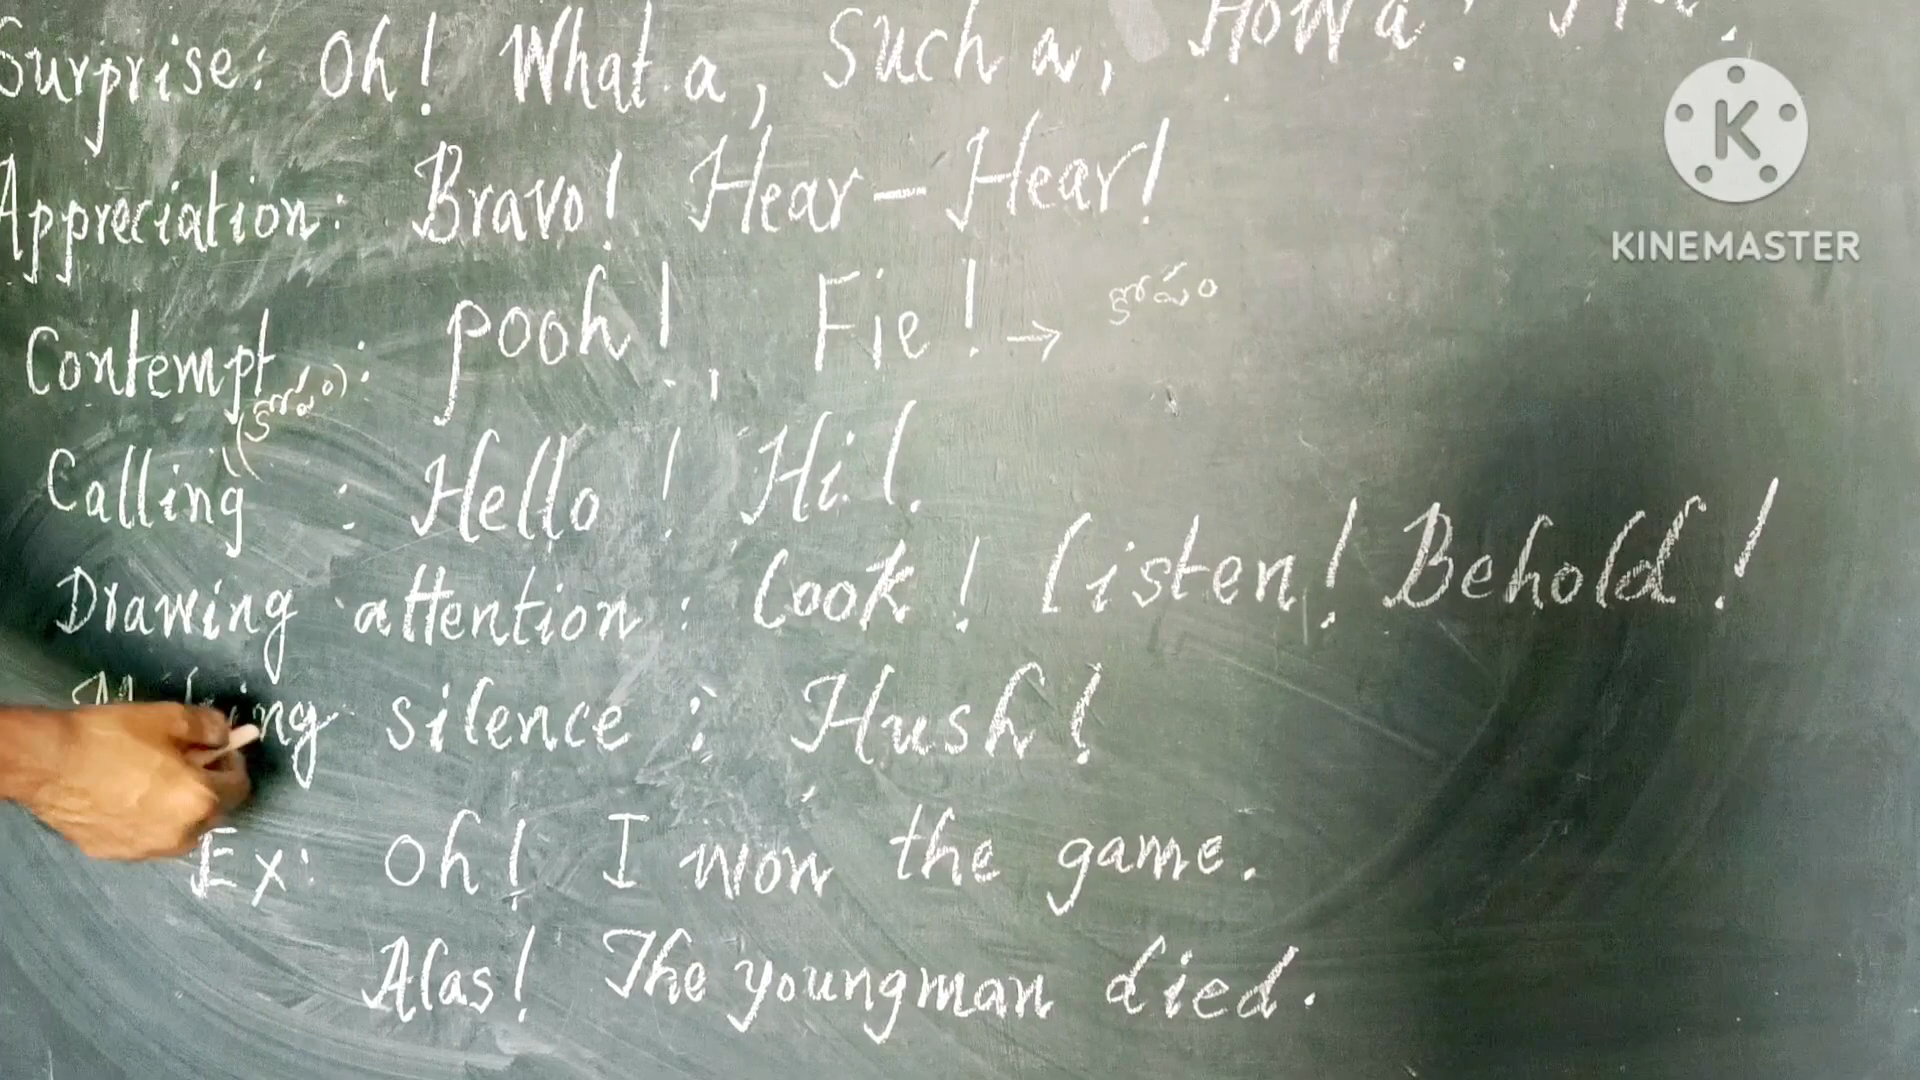 Surprise: Oh! What a, Such a, How a!
Appreciation: Bravo! Hear - Hear!
Contempt : pooh!, Fie! → కోపం
(కోపం)
Calling : Hello! Hi!
Drawing attention: Look! Listen! Behold!
silence : Hush!
Ex: Oh! I won the game.
Alas! The youngman died.
K
KINEMASTER